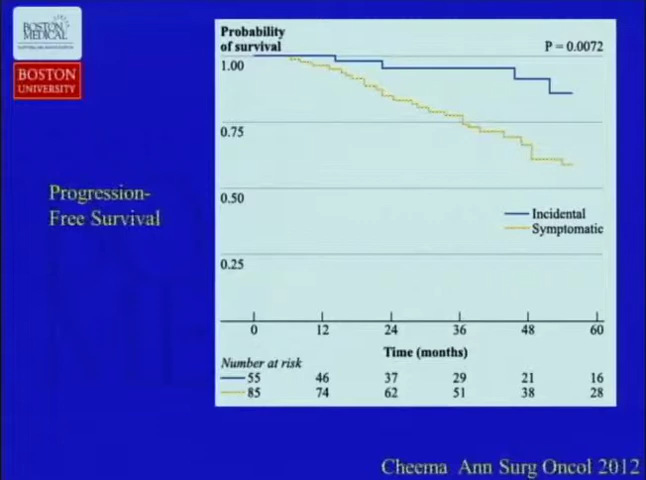 BOSTON
MEDICAL
BOSTON
UNIVERSITY
Progression-
Free Survival
Probability
of survival
P = 0.0072
1.00
0.75
0.50
0.25
Incidental
Symptomatic
0 12 24 36 48 60
Time (months)
Number at risk
55 46 37 29 21 16
85 74 62 51 38 28
Cheema Ann Surg Oncol 2012